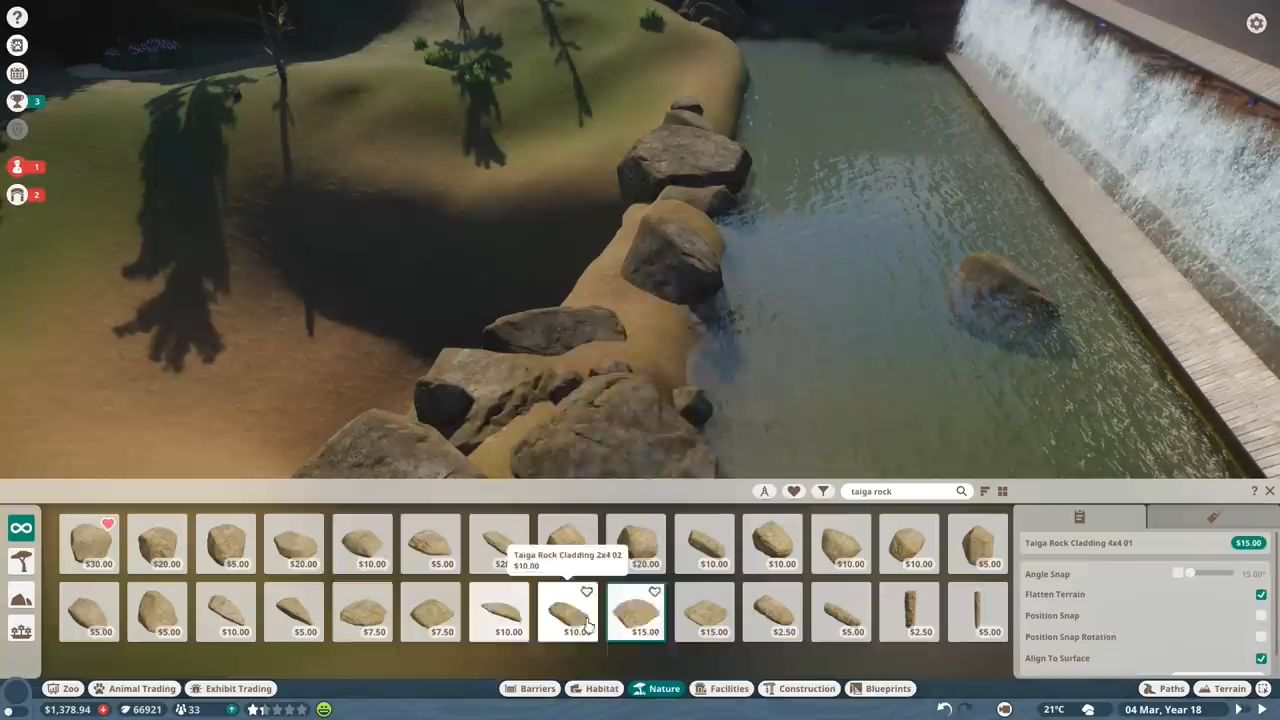 ?
3
1
2
taiga rock
?
$30.00
$20.00
$5.00
$20.00
$10.00
$5.00
$20.00
$10.00
$10.00
$10.00
$10.00
$5.00
Taiga Rock Cladding 2x4 02
$10.00
$5.00
$5.00
$10.00
$5.00
$7.50
$7.50
$10.00
$10.00
$15.00
$15.00
$2.50
$5.00
$2.50
$5.00
Taiga Rock Cladding 4x4 01
$15.00
Angle Snap
15.00°
Flatten Terrain
Position Snap
Position Snap Rotation
Align To Surface
Zoo
Animal Trading
Exhibit Trading
Barriers
Habitat
Nature
Facilities
Construction
Blueprints
Paths
Terrain
$1,378.94
66921
33
21°C
04 Mar, Year 18